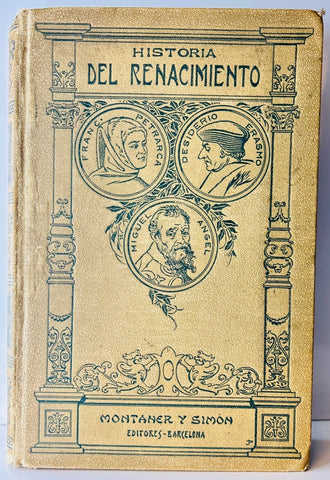 HISTORIA
DEL RENACIMIENTO
FRANC. PETRARCA
DESIDERIO ERASMO
MIGUEL ANGEL
MONTANER Y SIMÓN
EDITORES-BARCELONA